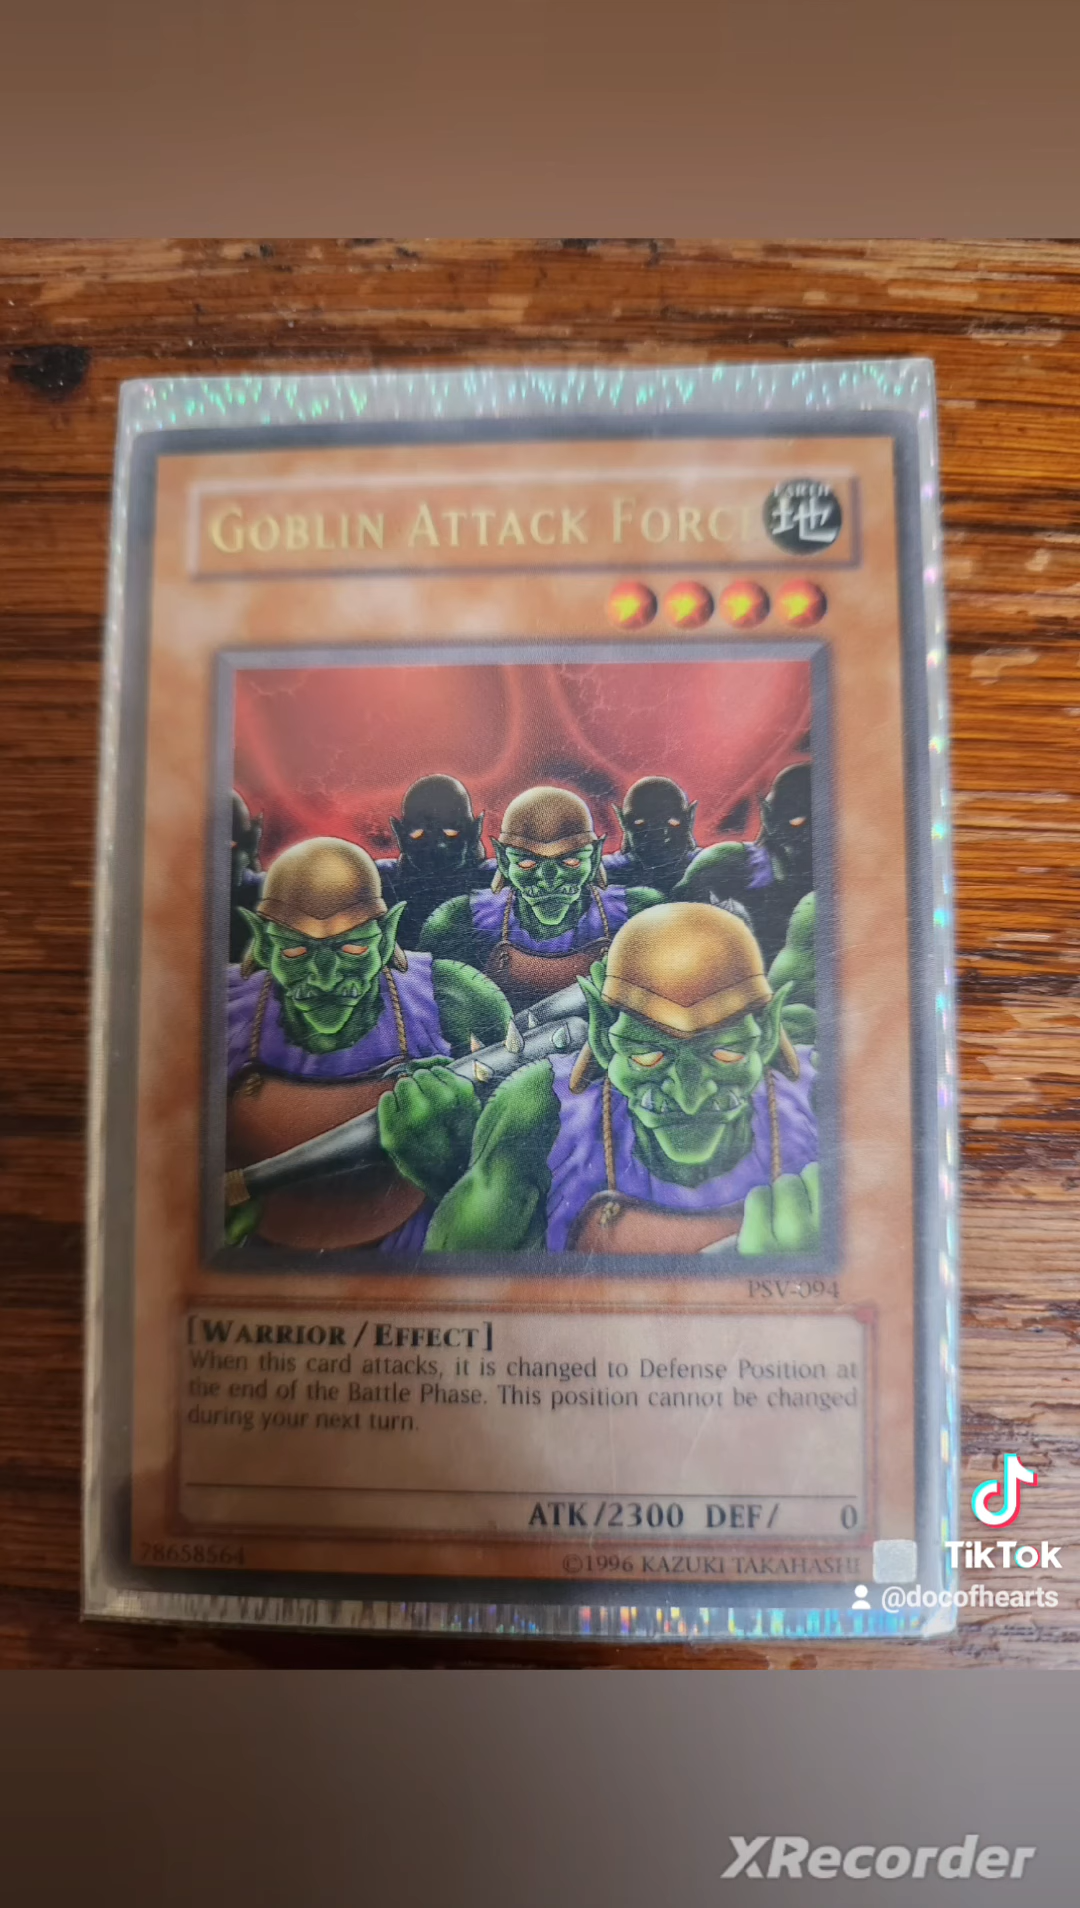 GOBLIN ATTACK FORCE
EARTH
地
PSV-094
[WARRIOR / EFFECT]
When this card attacks, it is changed to Defense Position at
the end of the Battle Phase. This position cannot be changed
during your next turn.
ATK/2300 DEF/ 0
78658564
©1996 KAZUKI TAKAHASHI
TikTok
@docofhearts
XRecorder